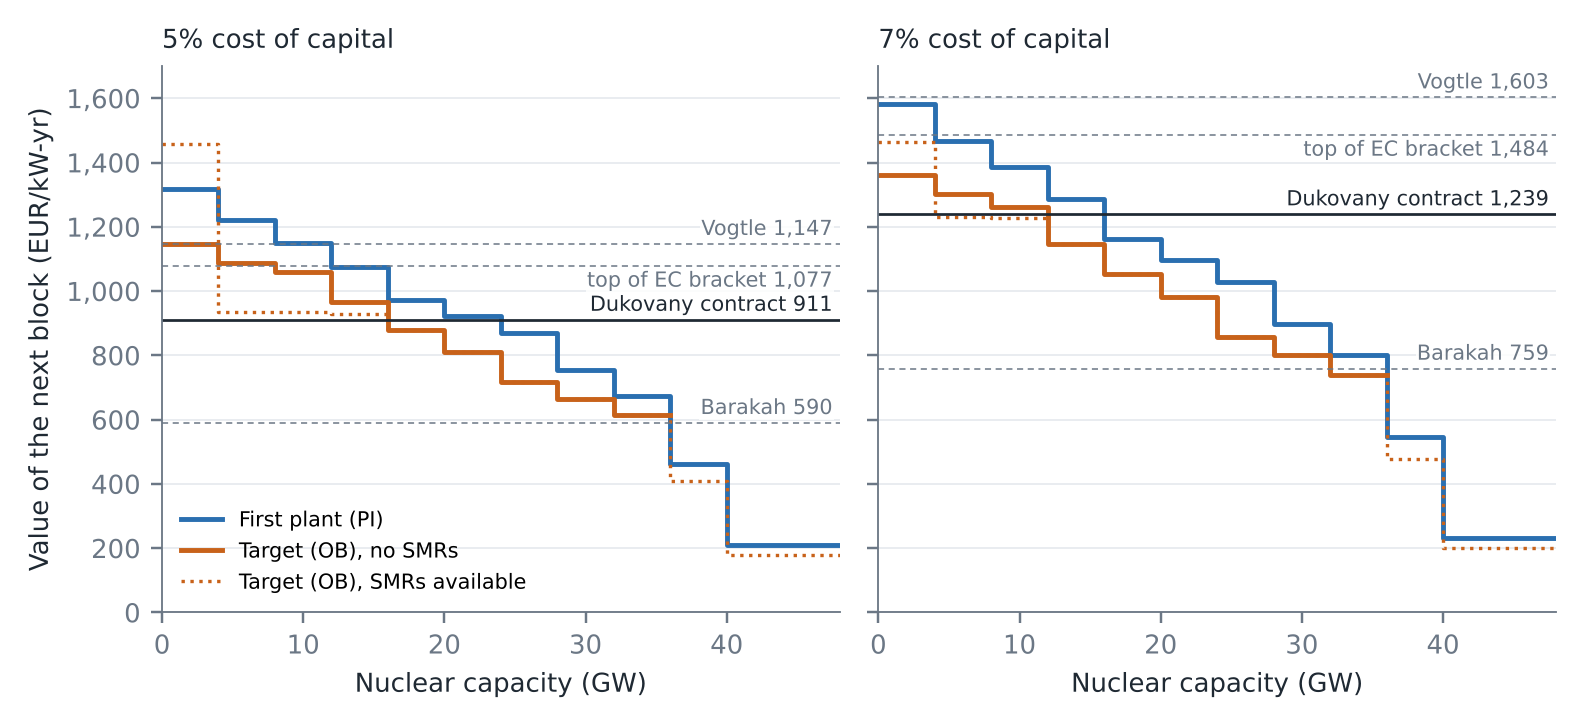 5% cost of capital
7% cost of capital
Value of the next block (EUR/kW-yr)
1,600
1,400
1,200
1,000
800
600
400
200
0
Vogtle 1,147
top of EC bracket 1,077
Dukovany contract 911
Barakah 590
First plant (PI)
Target (OB), no SMRs
Target (OB), SMRs available
0
10
20
30
40
Nuclear capacity (GW)
Vogtle 1,603
top of EC bracket 1,484
Dukovany contract 1,239
Barakah 759
0
10
20
30
40
Nuclear capacity (GW)